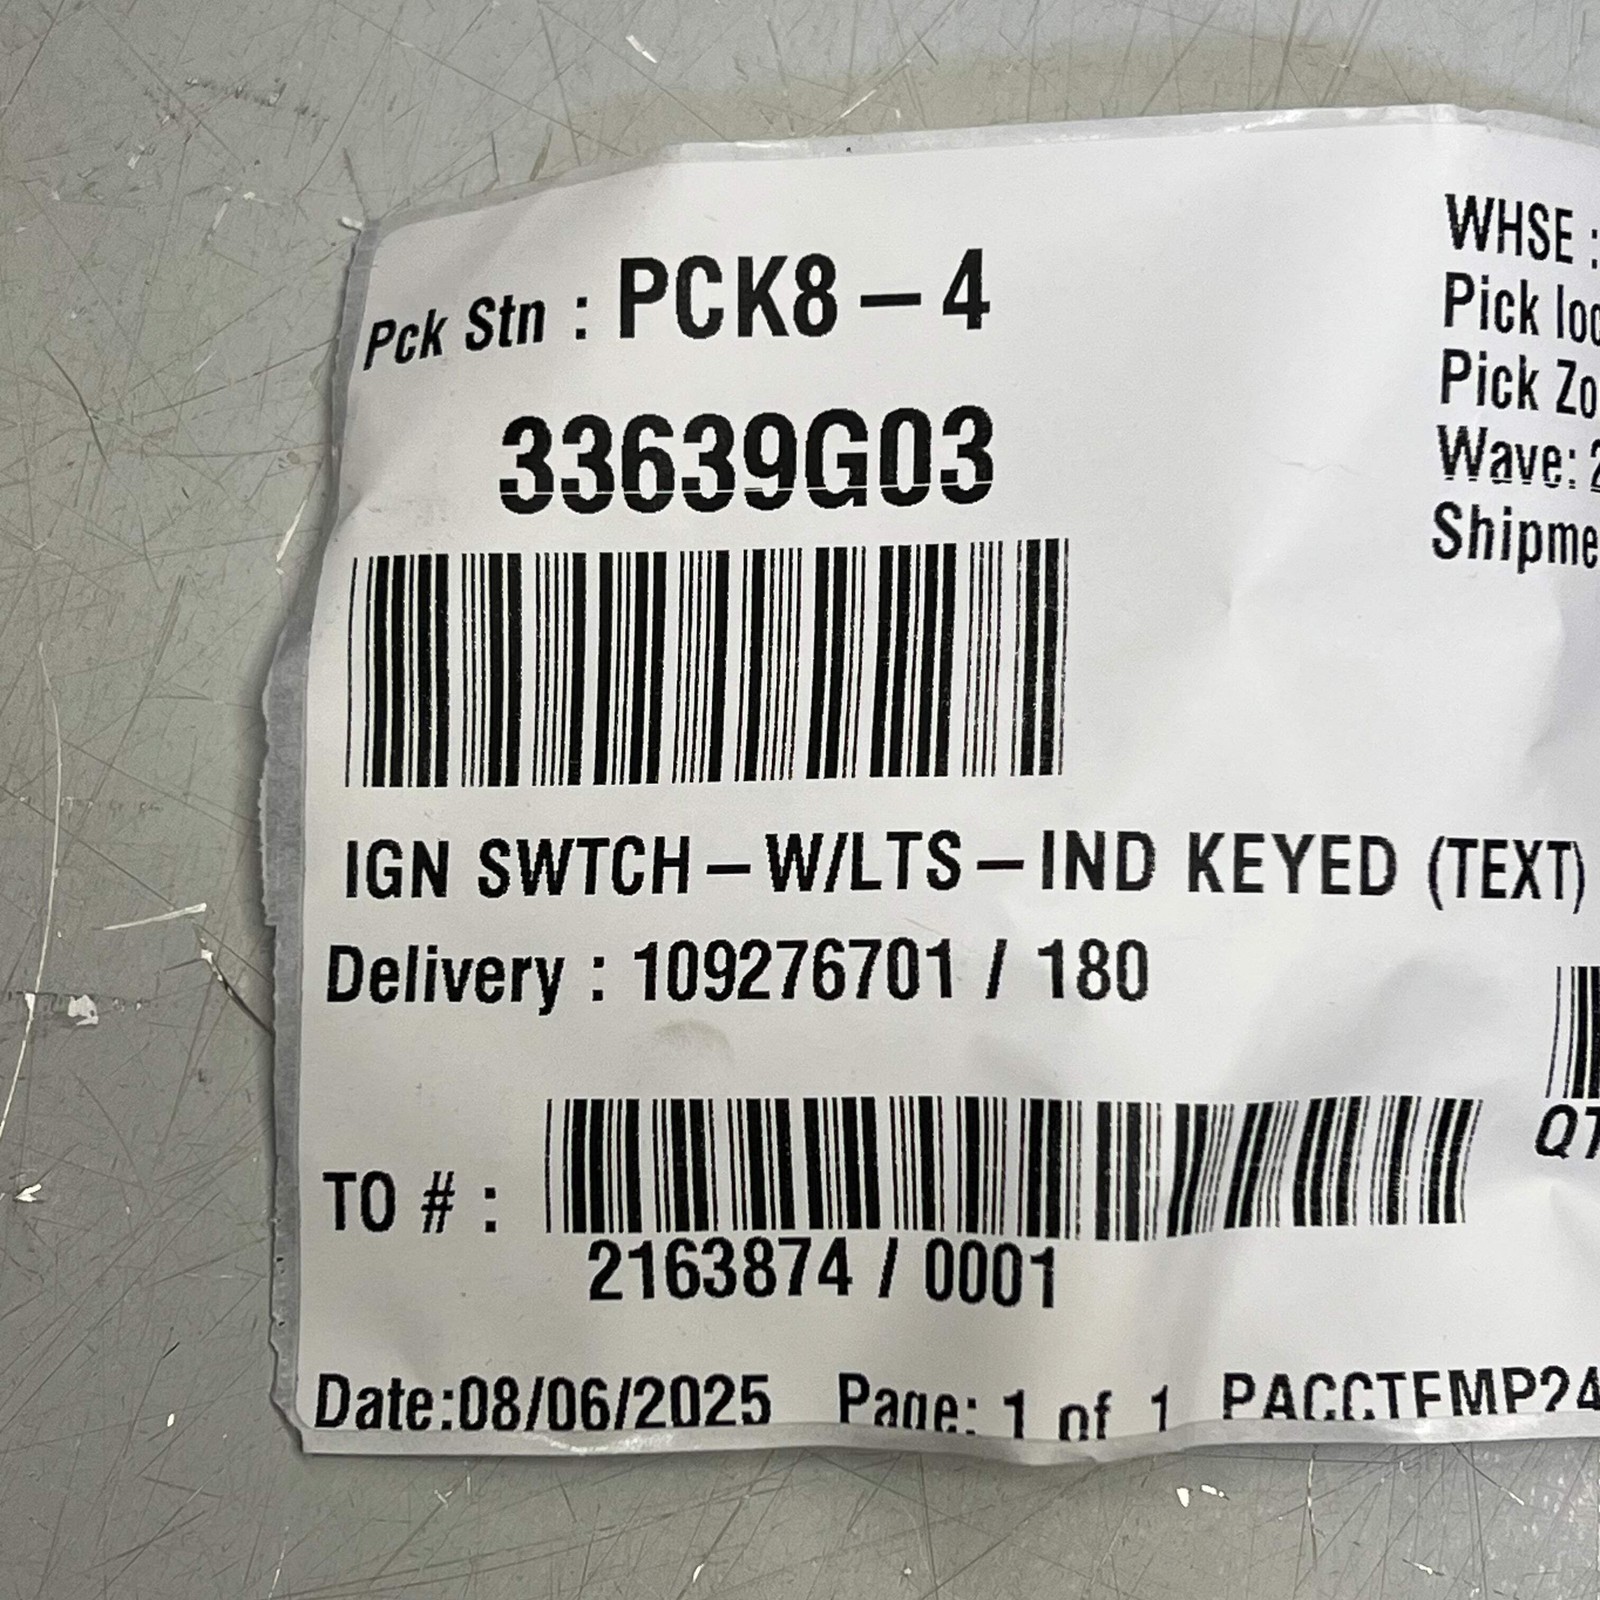 Pck Stn : PCK8 – 4
33639G03
IGN SWTCH – W/LTS – IND KEYED (TEXT)
Delivery : 109276701 / 180
TO # :
2163874 / 0001
Date:08/06/2025 Page: 1 of 1 PACCTEMP24
WHSE :
Pick
Pick
Wave: